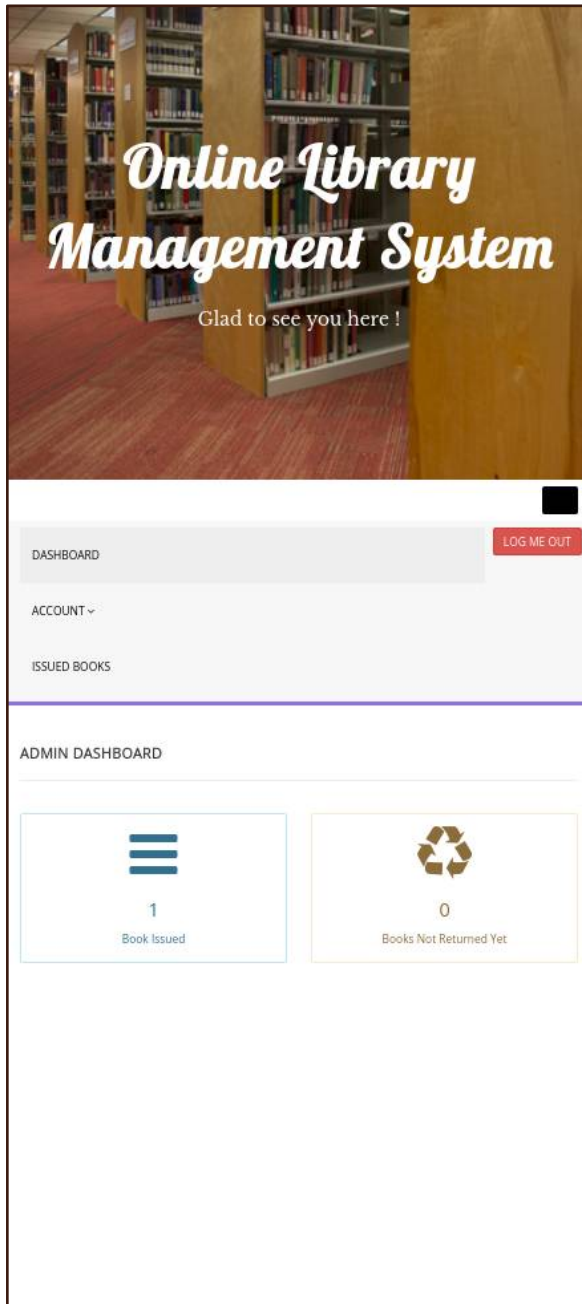 Online Library
Management System
Glad to see you here !
LOG ME OUT
DASHBOARD
ACCOUNT
ISSUED BOOKS
ADMIN DASHBOARD
1
Book Issued
0
Books Not Returned Yet